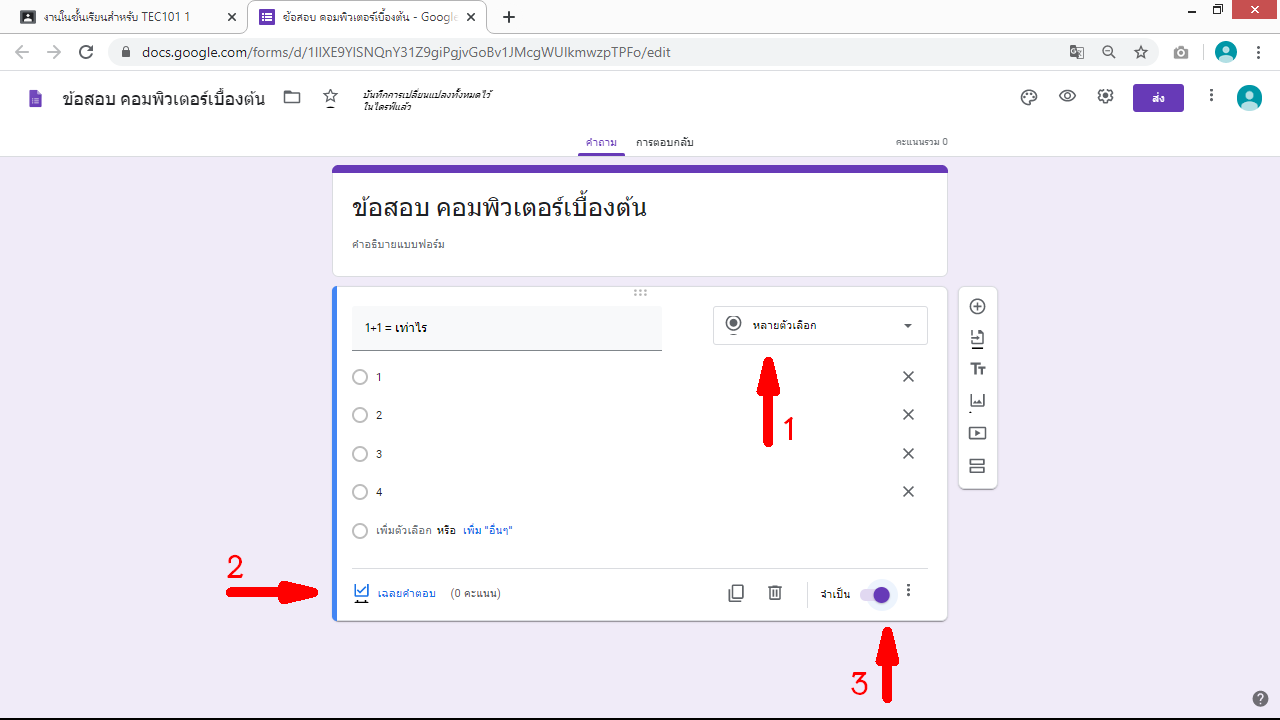 งานในชั้นเรียนสำหรับ TEC101 1
ข้อสอบ คอมพิวเตอร์เบื้องต้น - Google
docs.google.com/forms/d/1IlXE9YlSNQnY31Z9giPgjvGoBv1JMcgWUIkmwzpTPFo/edit
ข้อสอบ คอมพิวเตอร์เบื้องต้น
บันทึกการเปลี่ยนแปลงทั้งหมดไว้
ในไดรฟ์แล้ว
ส่ง
คำถาม การตอบกลับ
คะแนนรวม 0
ข้อสอบ คอมพิวเตอร์เบื้องต้น
คำอธิบายแบบฟอร์ม
1+1 = เท่าไร
หลายตัวเลือก
1
2
3
4
1
เพิ่มตัวเลือก หรือ เพิ่ม "อื่นๆ"
2
เฉลยคำตอบ (0 คะแนน)
จำเป็น
3